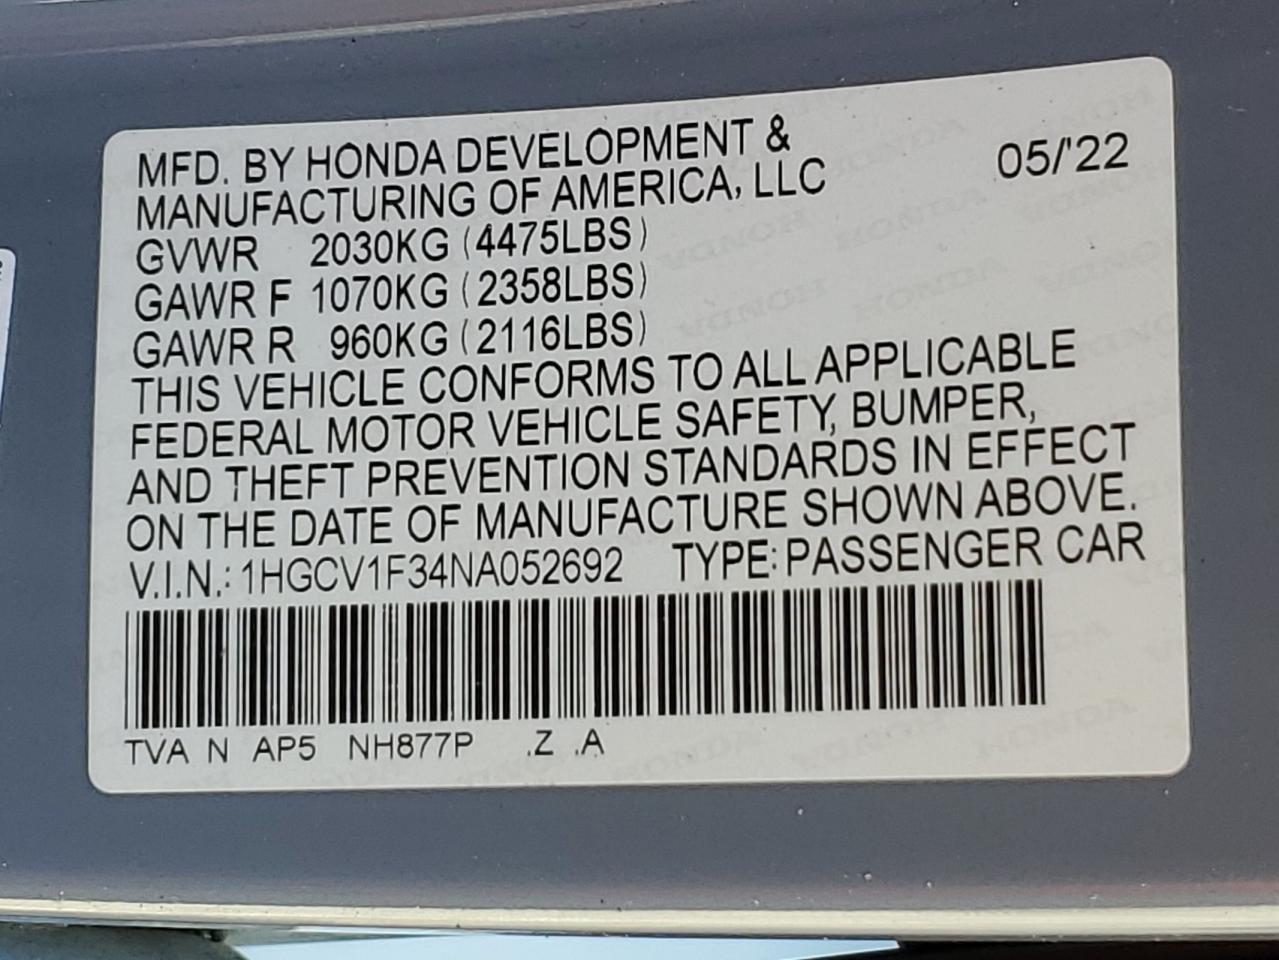 MFD. BY HONDA DEVELOPMENT &
MANUFACTURING OF AMERICA, LLC 05/'22
GVWR 2030KG (4475LBS)
GAWR F 1070KG (2358LBS)
GAWR R 960KG (2116LBS)
THIS VEHICLE CONFORMS TO ALL APPLICABLE
FEDERAL MOTOR VEHICLE SAFETY, BUMPER,
AND THEFT PREVENTION STANDARDS IN EFFECT
ON THE DATE OF MANUFACTURE SHOWN ABOVE.
V.I.N.: 1HGCV1F34NA052692 TYPE: PASSENGER CAR
TVA N AP5 NH877P .Z .A